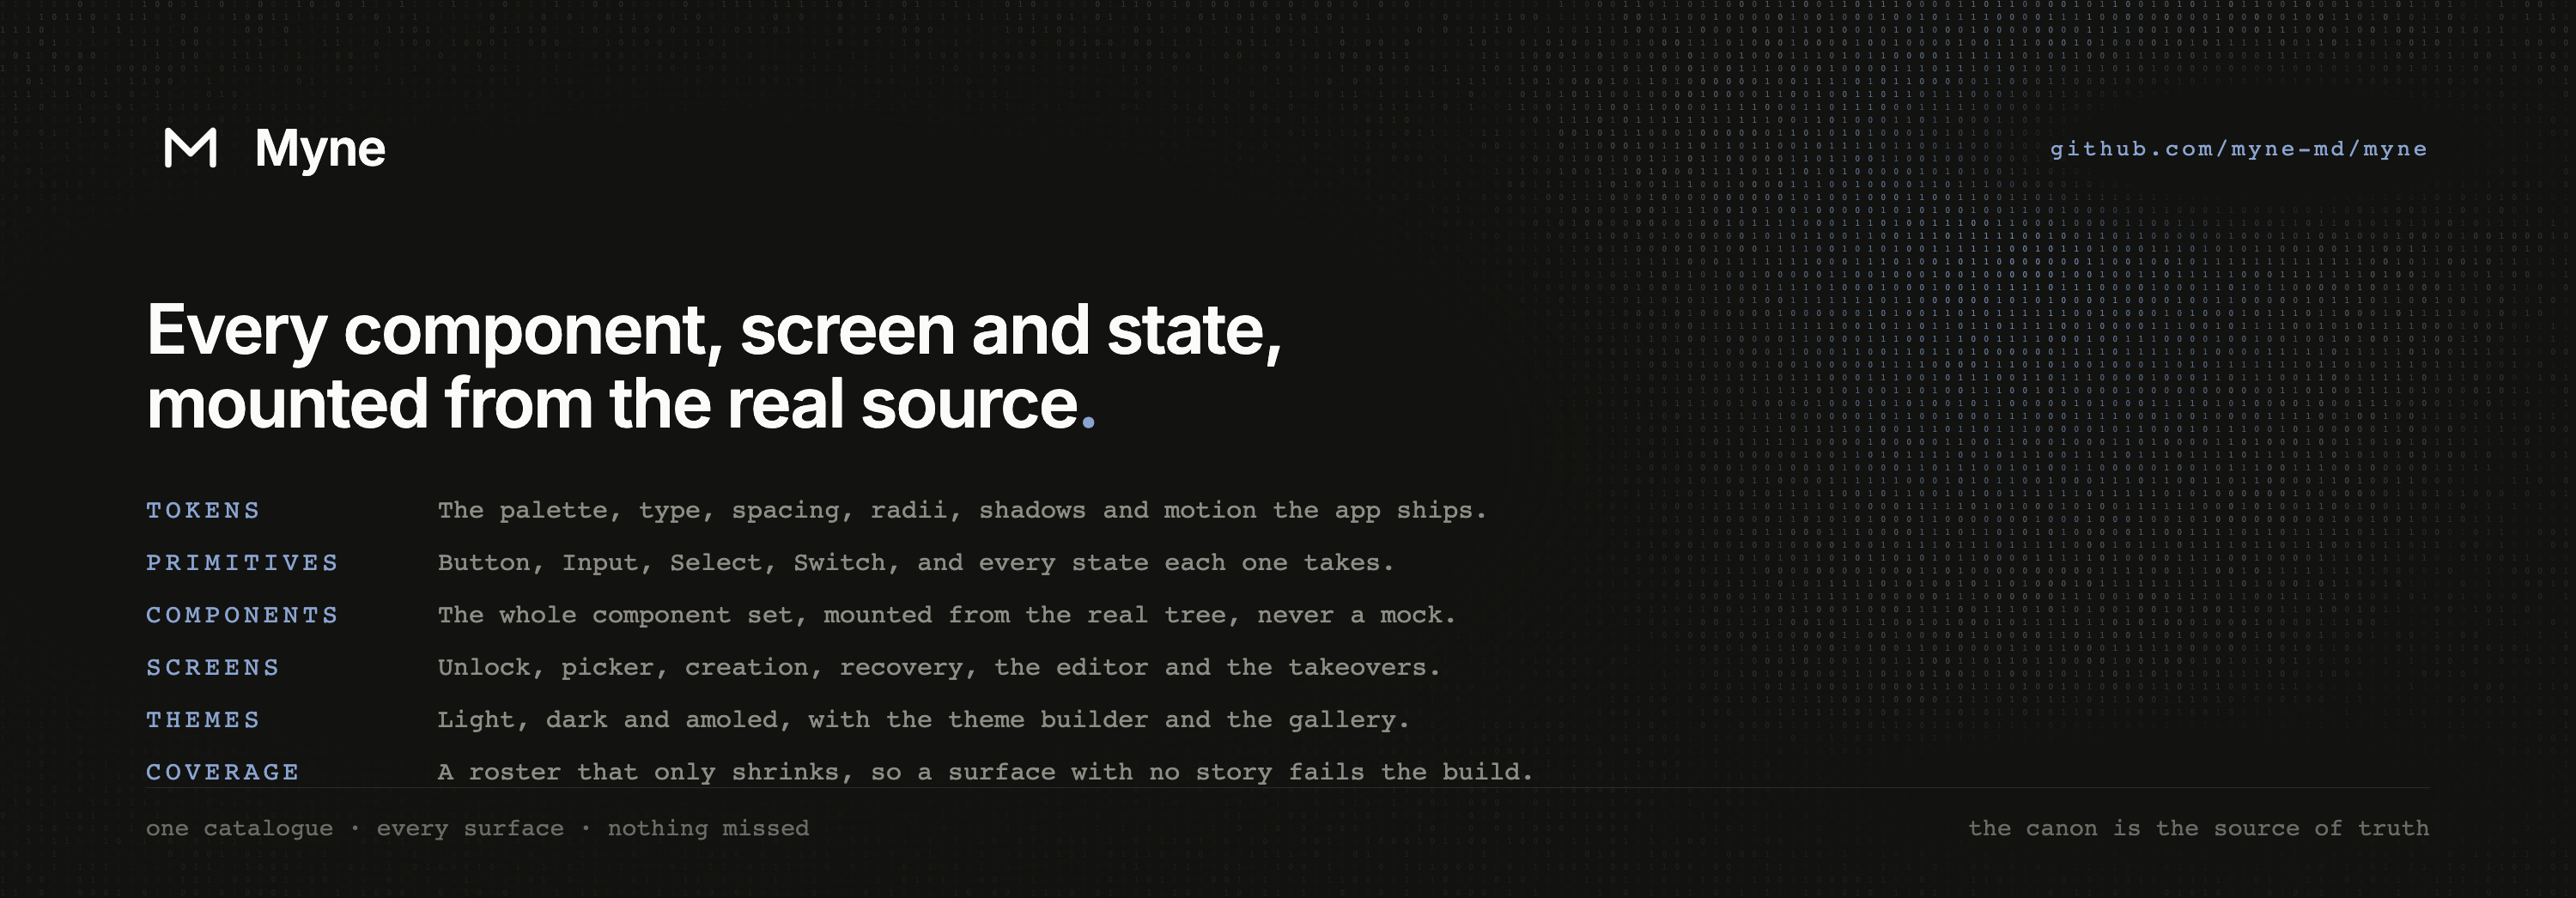 Myne
github.com/myne-md/myne
Every component, screen and state,
mounted from the real source.
TOKENS The palette, type, spacing, radii, shadows and motion the app ships.
PRIMITIVES Button, Input, Select, Switch, and every state each one takes.
COMPONENTS The whole component set, mounted from the real tree, never a mock.
SCREENS Unlock, picker, creation, recovery, the editor and the takeovers.
THEMES Light, dark and amoled, with the theme builder and the gallery.
COVERAGE A roster that only shrinks, so a surface with no story fails the build.
one catalogue · every surface · nothing missed
the canon is the source of truth